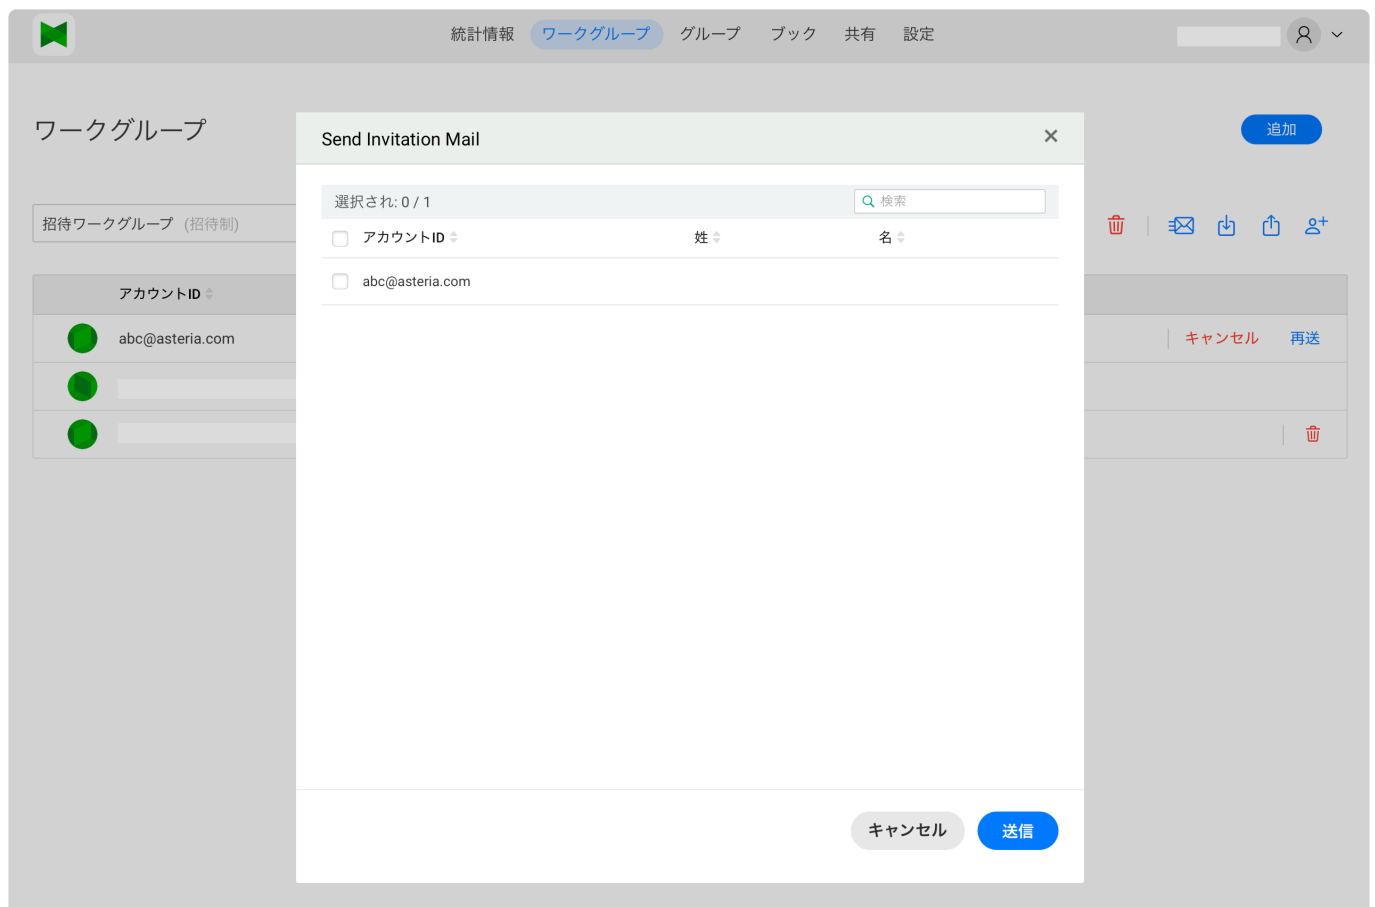 統計情報 ワークグループ グループ ブック 共有 設定
ワークグループ
追加
招待ワークグループ (招待制)
アカウントID
abc@asteria.com
キャンセル 再送
Send Invitation Mail
選択され: 0 / 1
検索
アカウントID 姓 名
abc@asteria.com
キャンセル 送信